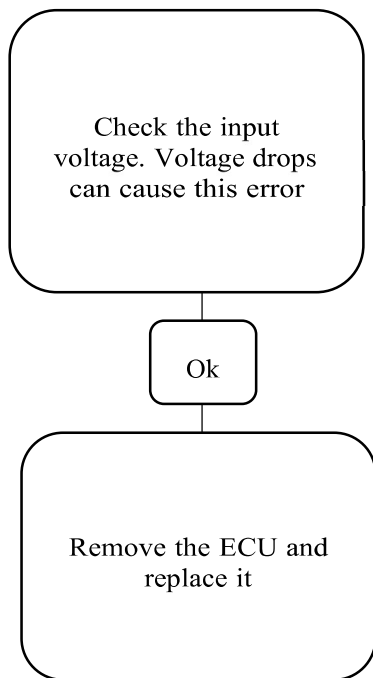 Check the input
voltage. Voltage drops
can cause this error
Ok
Remove the ECU and
replace it